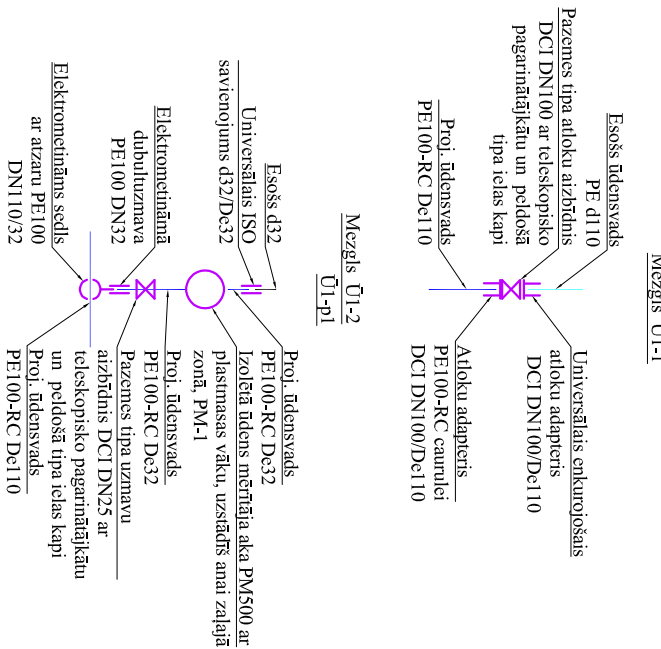 Mezgls Ū1-1
Esošs ūdensvads
PE d110
Pazemes tipa atloku aizbīdnis
DCI DN100 ar teleskopisko
pagarinātājkātu un peldošā
tipa ielas kapi
Proj. ūdensvads
PE100-RC De110
Universālais enkurojošais
atloku adapteris
DCI DN100/De110
Atloku adapteris
PE100-RC caurulei
DCI DN100/De110
Mezgls Ū1-2
Ū1-p1
Esošs d32
Universālais ISO
savienojums d32/De32
Elektrometināmā
dubultuzmava
PE100 DN32
Elektrometināms sedls
ar atzaru PE100
DN110/32
Proj. ūdensvads
PE100-RC De32
Izolētā ūdens mērītāja aka PM500 ar
plastmasas vāku, uzstādīš anai zaļajā
zonā, PM-1
Proj. ūdensvads
PE100-RC De32
Pazemes tipa uzmavu
aizbīdnis DCI DN25 ar
teleskopisko pagarinātājkātu
un peldošā tipa ielas kapi
Proj. ūdensvads
PE100-RC De110